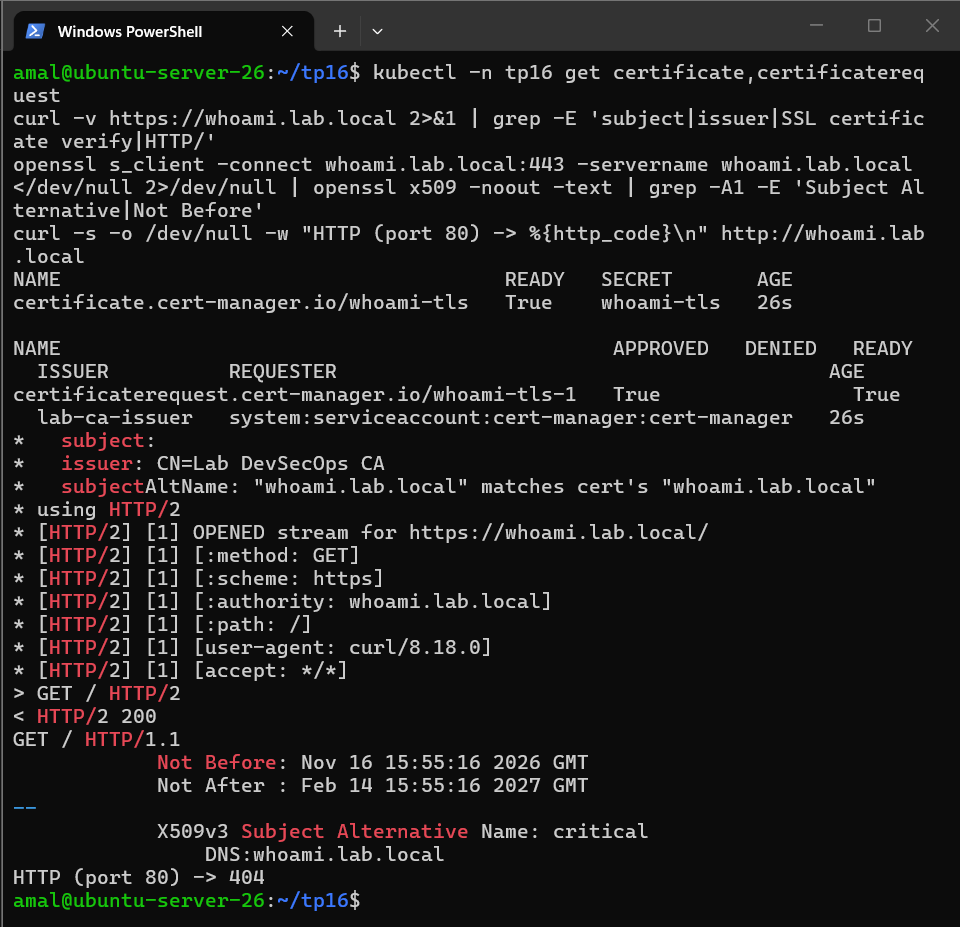 Windows PowerShell
amal@ubuntu-server-26:~/tp16$ kubectl -n tp16 get certificate,certificatereq
uest
curl -v https://whoami.lab.local 2>&1 | grep -E 'subject|issuer|SSL certific
ate verify|HTTP/'
openssl s_client -connect whoami.lab.local:443 -servername whoami.lab.local
</dev/null 2>/dev/null | openssl x509 -noout -text | grep -A1 -E 'Subject Al
ternative|Not Before'
curl -s -o /dev/null -w "HTTP (port 80) -> %{http_code}\n" http://whoami.lab
.local
NAME                                     READY   SECRET       AGE
certificate.cert-manager.io/whoami-tls   True    whoami-tls   26s

NAME                                              APPROVED   DENIED   READY
  ISSUER          REQUESTER                                         AGE
certificaterequest.cert-manager.io/whoami-tls-1   True                True
  lab-ca-issuer   system:serviceaccount:cert-manager:cert-manager   26s
*   subject:
*   issuer: CN=Lab DevSecOps CA
*   subjectAltName: "whoami.lab.local" matches cert's "whoami.lab.local"
* using HTTP/2
* [HTTP/2] [1] OPENED stream for https://whoami.lab.local/
* [HTTP/2] [1] [:method: GET]
* [HTTP/2] [1] [:scheme: https]
* [HTTP/2] [1] [:authority: whoami.lab.local]
* [HTTP/2] [1] [:path: /]
* [HTTP/2] [1] [user-agent: curl/8.18.0]
* [HTTP/2] [1] [accept: */*]
> GET / HTTP/2
< HTTP/2 200
GET / HTTP/1.1
            Not Before: Nov 16 15:55:16 2026 GMT
            Not After : Feb 14 15:55:16 2027 GMT
--
            X509v3 Subject Alternative Name: critical
                DNS:whoami.lab.local
HTTP (port 80) -> 404
amal@ubuntu-server-26:~/tp16$